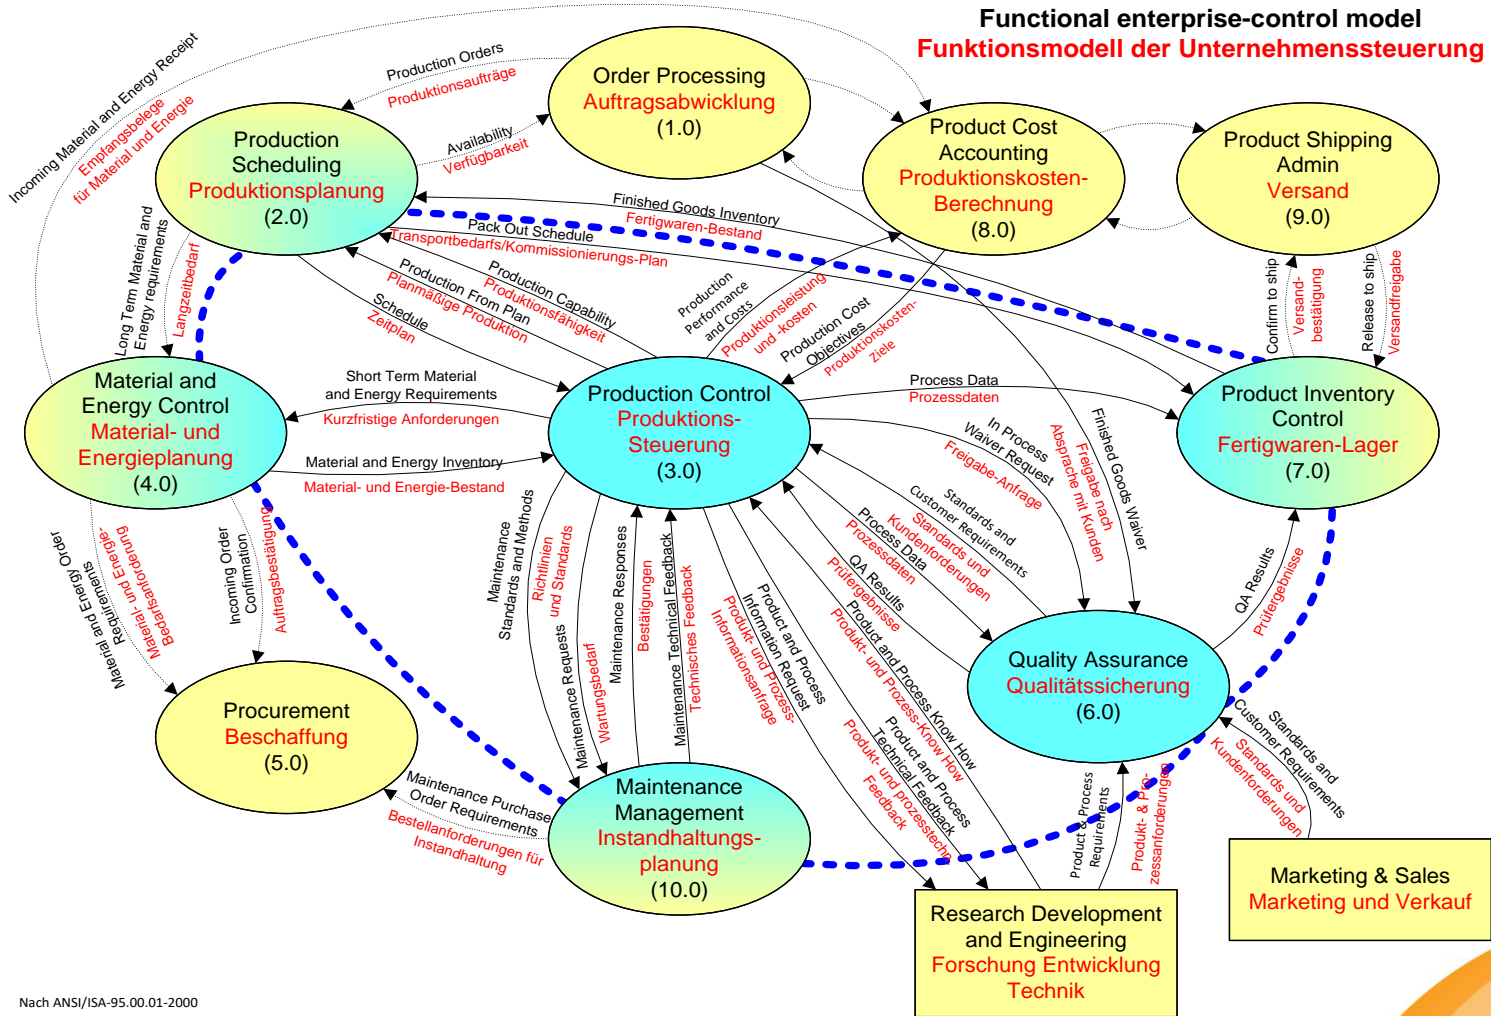 Functional enterprise-control model
Funktionsmodell der Unternehmenssteuerung
Incoming Material and Energy Receipt
Empfangsbelege
für Material und Energie
Production Orders
Produktionsaufträge
Availability
Verfügbarkeit
Order Processing
Auftragsabwicklung
(1.0)
Production
Scheduling
Produktionsplanung
(2.0)
Product Cost
Accounting
Produktionskosten-
Berechnung
(8.0)
Product Shipping
Admin
Versand
(9.0)
Finished Goods Inventory
Fertigwaren-Bestand
Pack Out Schedule
Transportbedarfs/Kommissionierungs-Plan
Long Term Material and
Energy requirements
Langzeitbedarf
Schedule
Zeitplan
Production From Plan
Planmäßige Produktion
Production Capability
Produktionsfähigkeit
Production
Performance
and Costs
Produktionsleistung
und -kosten
Production Cost
Objectives
Produktionskosten-
Ziele
Confirm to ship
Versand-
bestätigung
Release to ship
Versandfreigabe
Material and
Energy Control
Material- und
Energieplanung
(4.0)
Short Term Material
and Energy Requirements
Kurzfristige Anforderungen
Material and Energy Inventory
Material- und Energie-Bestand
Production Control
Produktions-
Steuerung
(3.0)
Process Data
Prozessdaten
Product Inventory
Control
Fertigwaren-Lager
(7.0)
In Process
Waiver Request
Freigabe-Anfrage
Finished Goods Waiver
Freigabe nach
Absprache mit Kunden
Standards and
Customer Requirements
Standards und
Kundenforderungen
Process Data
Prozessdaten
QA Results
Prüfergebnisse
QA Results
Prüfergebnisse
Material and Energy Order
Requirements
Material- und Energie-
Bedarfsanforderung
Incoming Order
Confirmation
Auftragsbestätigung
Maintenance
Standards and Methods
Richtlinien
und Standards
Maintenance Requests
Wartungsbedarf
Maintenance Responses
Bestätigungen
Maintenance Technical Feedback
Technisches Feedback
Product and Process
Information Request
Produkt- und Prozess-
Informationsanfrage
Product and Process Know How
Produkt- und Prozess-Know How
Product and Process
Technical Feedback
Produkt- und prozesstechn.
Feedback
Quality Assurance
Qualitätssicherung
(6.0)
Procurement
Beschaffung
(5.0)
Maintenance Purchase
Order Requirements
Bestellanforderungen für
Instandhaltung
Maintenance
Management
Instandhaltungs-
planung
(10.0)
Product & Process
Requirements
Produkt- & Pro-
zessanforderungen
Standards and
Customer Requirements
Standards und
Kundenforderungen
Research Development
and Engineering
Forschung Entwicklung
Technik
Marketing & Sales
Marketing und Verkauf
Nach ANSI/ISA-95.00.01-2000